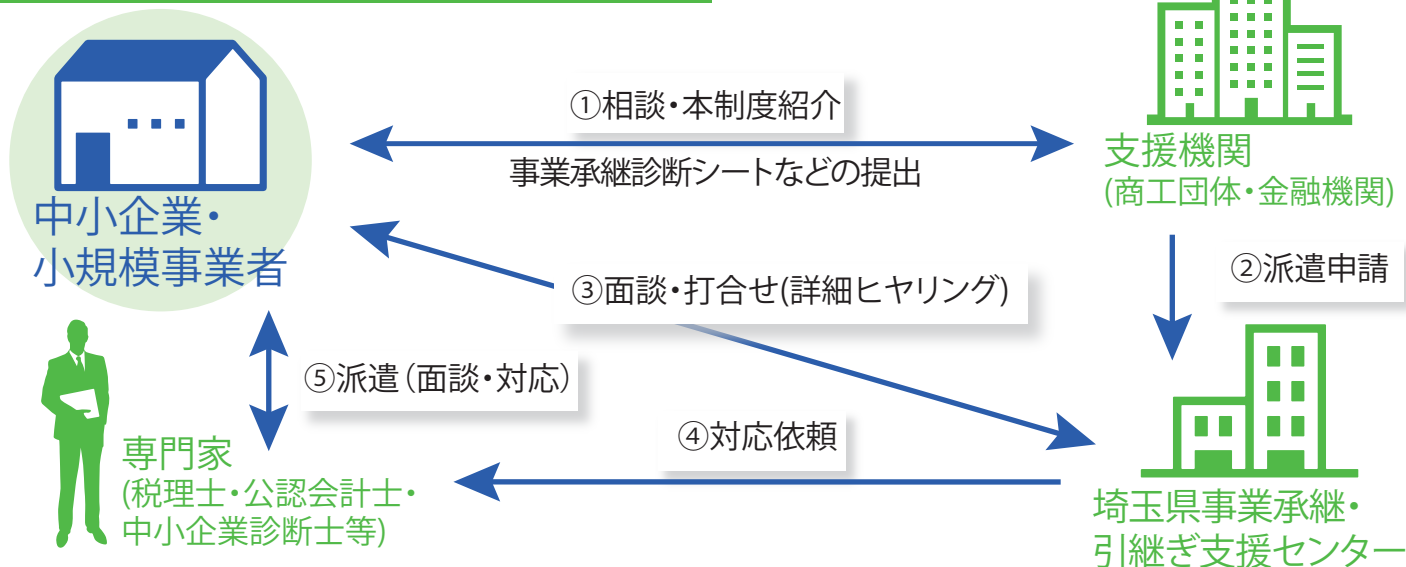 ①相談・本制度紹介
事業承継診断シートなどの提出
支援機関
(商工団体・金融機関)
中小企業・
小規模事業者
②派遣申請
③面談・打合せ(詳細ヒヤリング)
⑤派遣(面談・対応)
④対応依頼
専門家
(税理士・公認会計士・
中小企業診断士等)
埼玉県事業承継・
引継ぎ支援センター